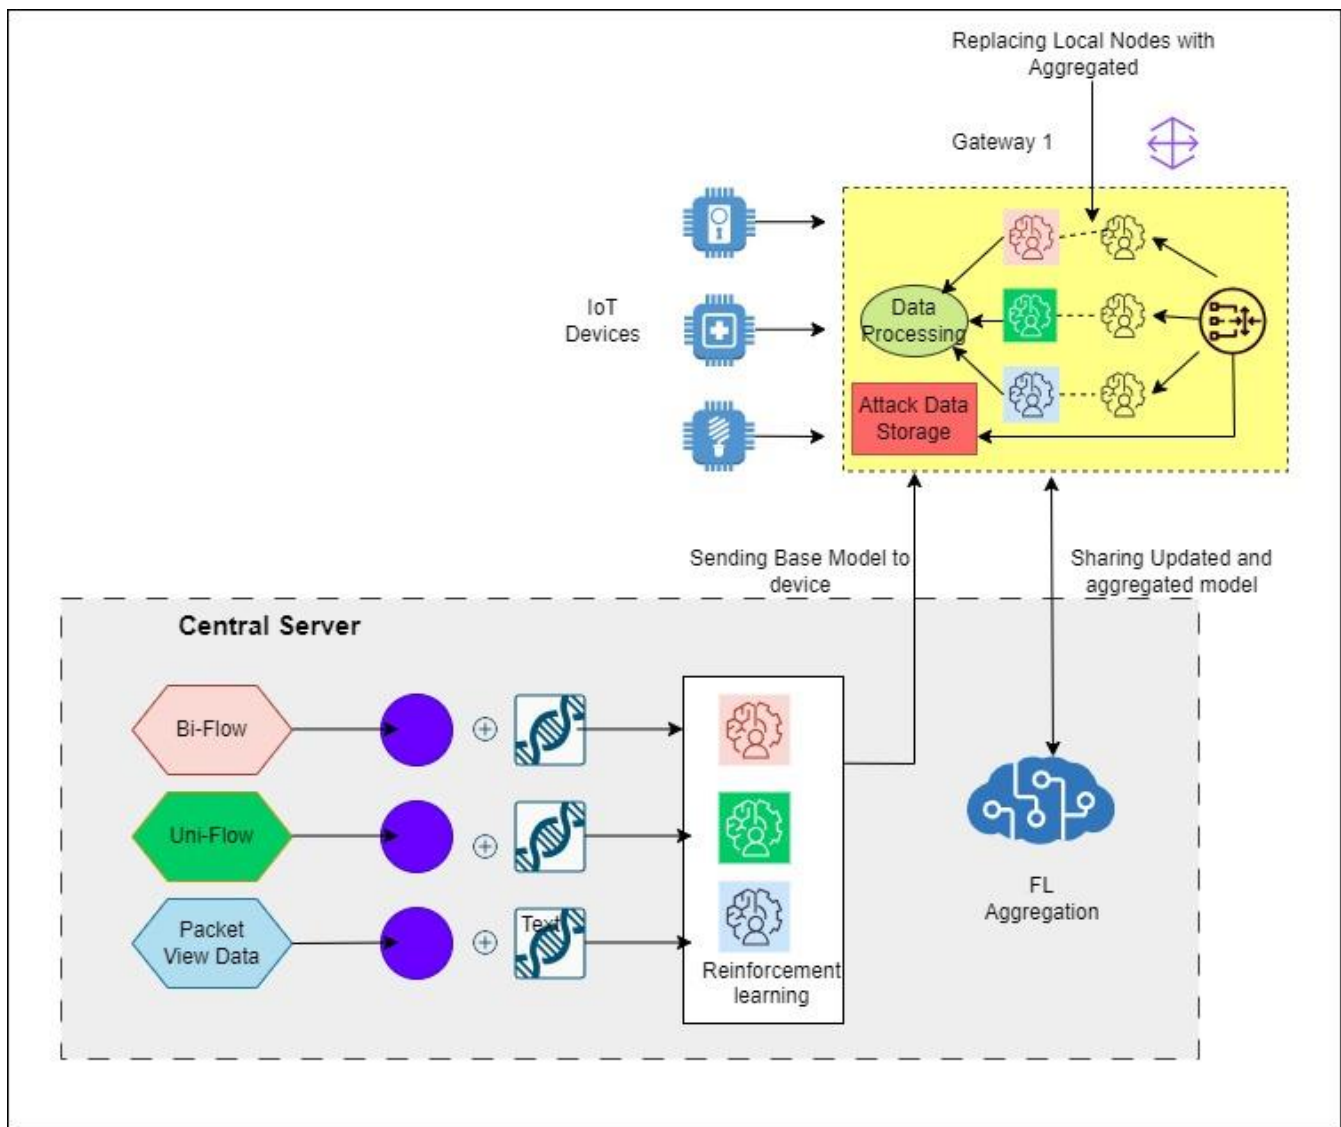 Replacing Local Nodes with
Aggregated
Gateway 1
IoT
Devices
Data
Processing
Attack Data
Storage
Sending Base Model to
device
Sharing Updated and
aggregated model
Central Server
Bi-Flow
Uni-Flow
Packet
View Data
Text
Reinforcement
learning
FL
Aggregation